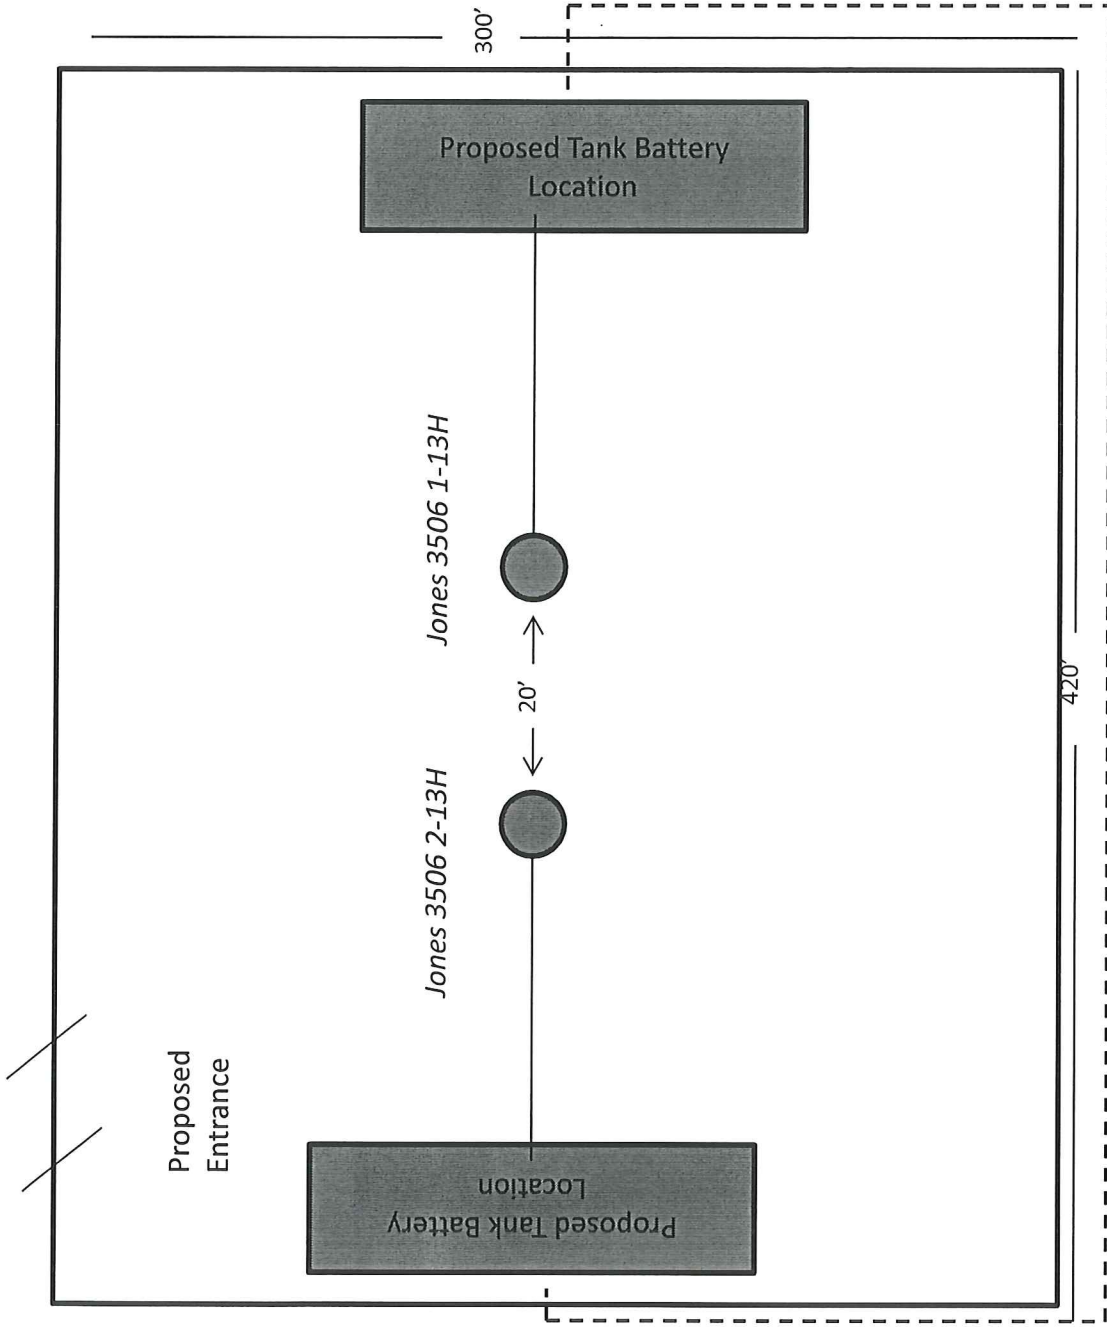 300'
Proposed Tank Battery
Location
Jones 3506 1-13H
20'
420'
Jones 3506 2-13H
Proposed
Entrance
Proposed Tank Battery
Location